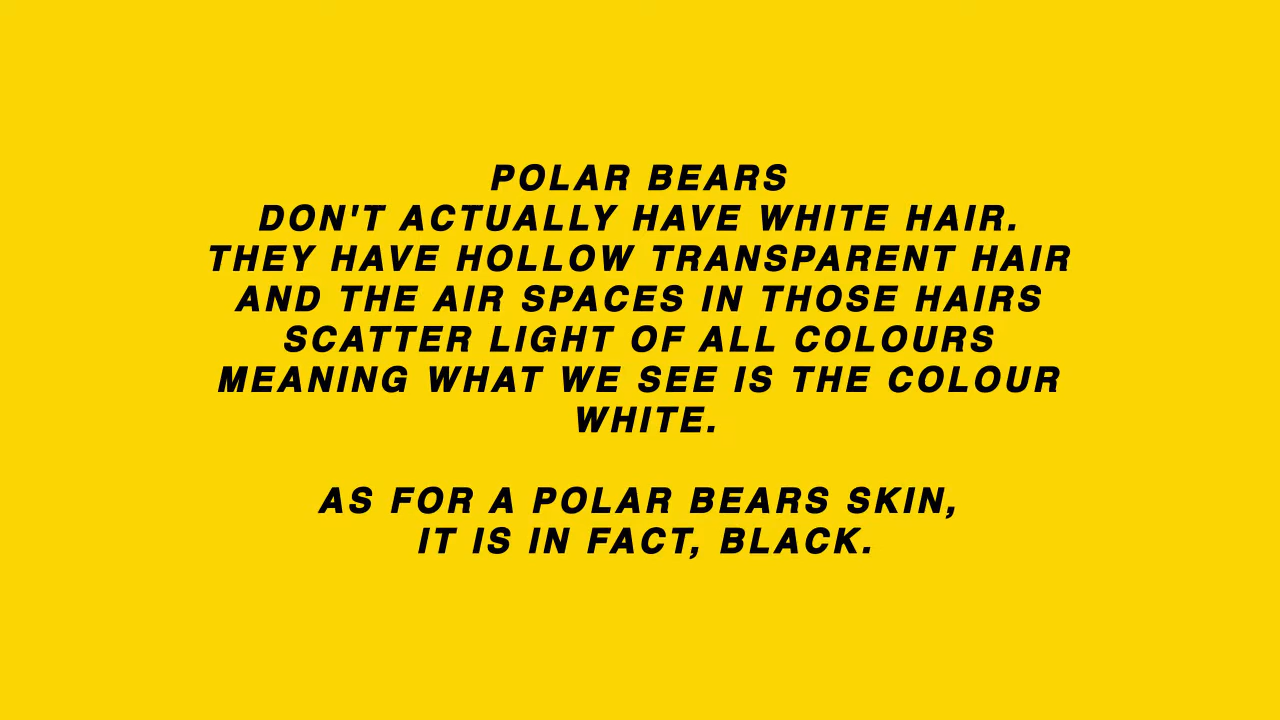 POLAR BEARS
DON'T ACTUALLY HAVE WHITE HAIR.
THEY HAVE HOLLOW TRANSPARENT HAIR
AND THE AIR SPACES IN THOSE HAIRS
SCATTER LIGHT OF ALL COLOURS
MEANING WHAT WE SEE IS THE COLOUR
WHITE.
AS FOR A POLAR BEARS SKIN,
IT IS IN FACT, BLACK.